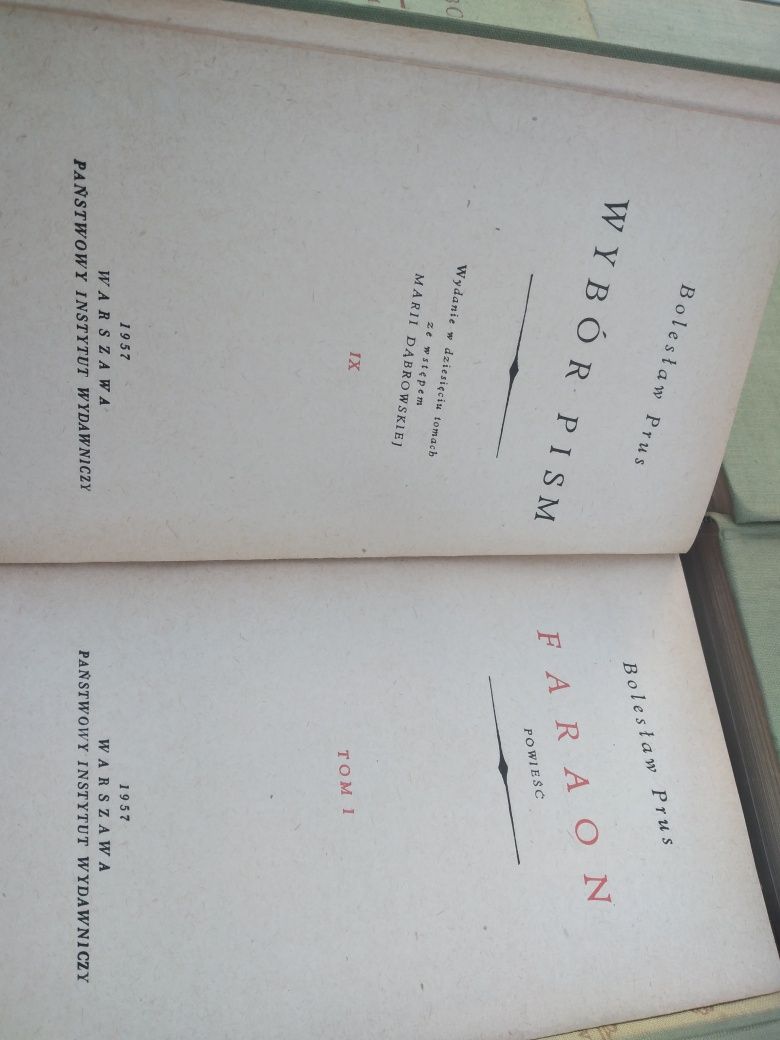 Bolesław Prus
WYBÓR PISM
Wydanie w dziesięciu tomach
ze wstępem
MARII DĄBROWSKIEJ
IX
1957
WARSZAWA
PAŃSTWOWY INSTYTUT WYDAWNICZY
Bolesław Prus
FARAON
POWIEŚĆ
TOM I
1957
WARSZAWA
PAŃSTWOWY INSTYTUT WYDAWNICZY